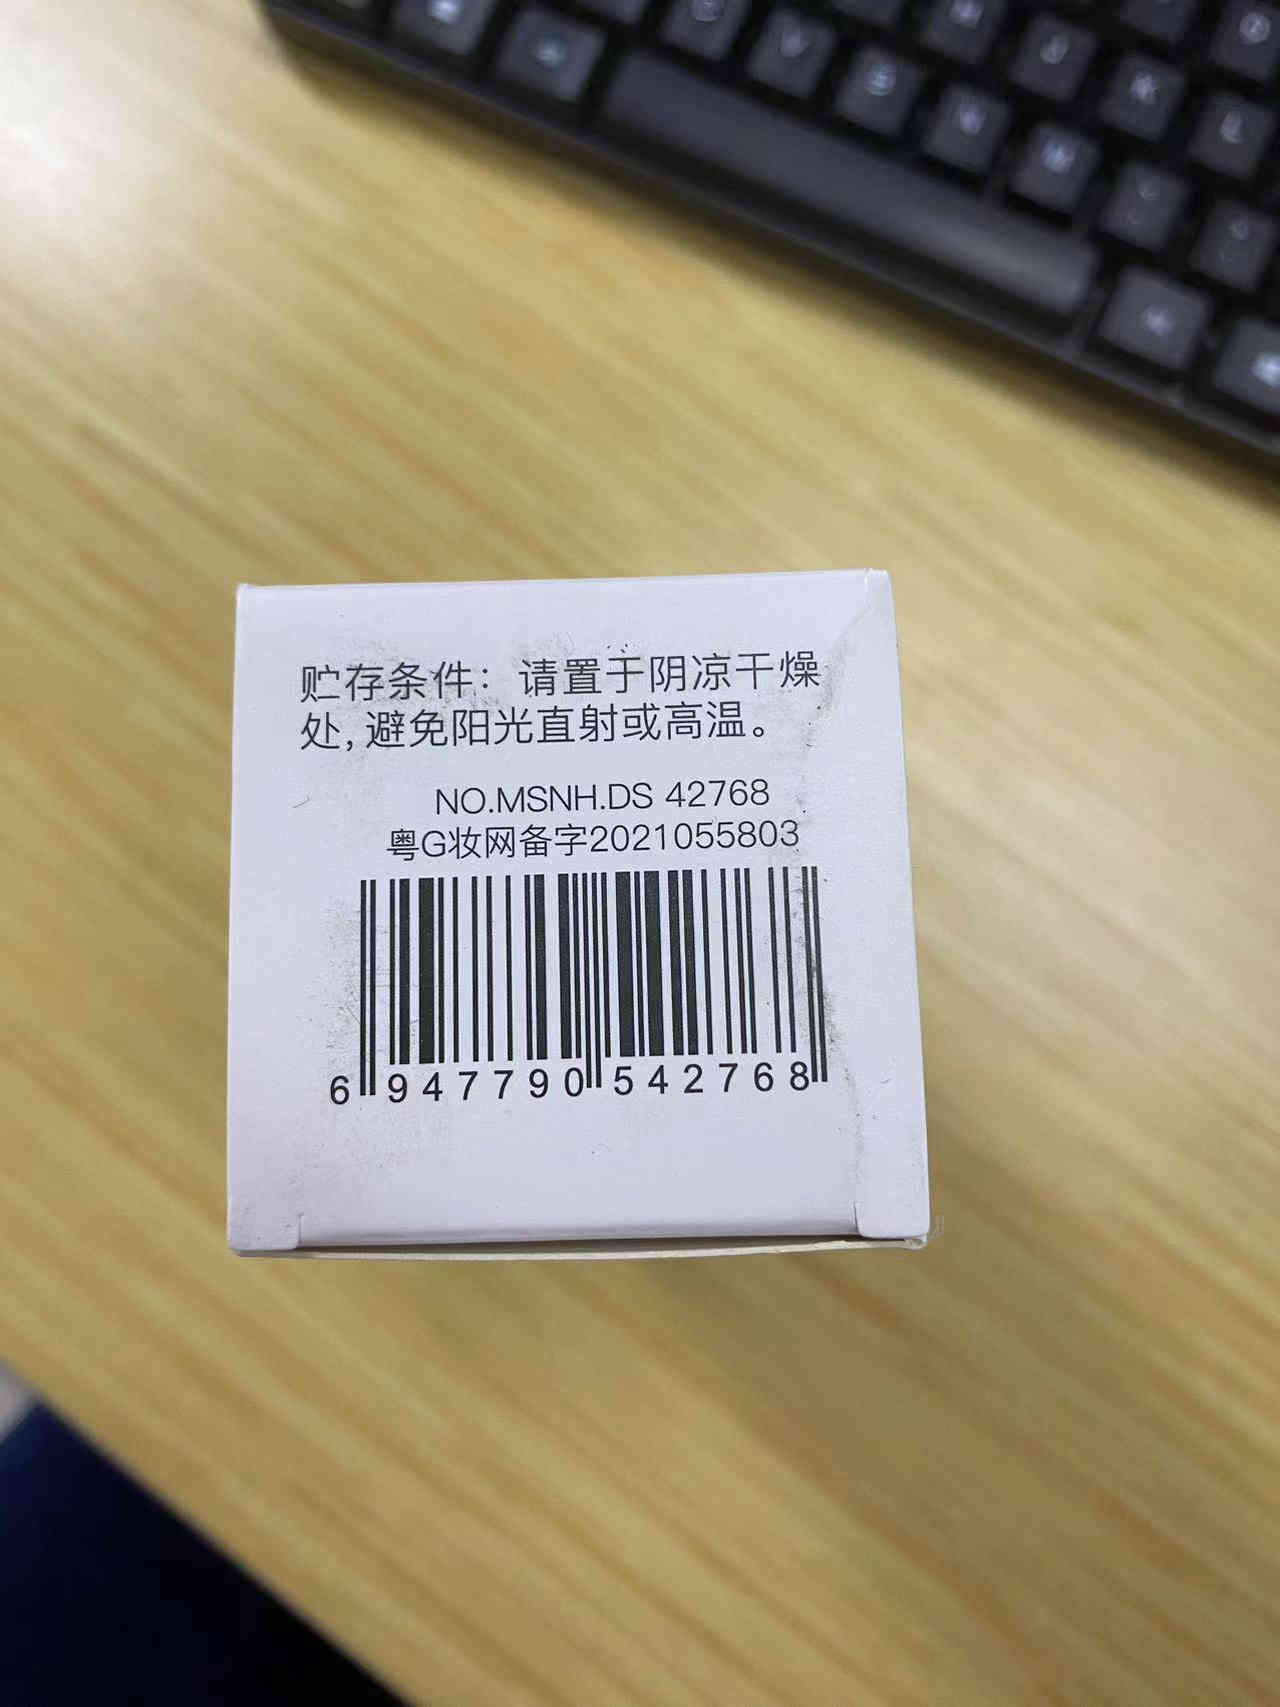 贮存条件：请置于阴凉干燥
处,避免阳光直射或高温。
NO.MSNH.DS 42768
粤G妆网备字2021055803
6 947790 542768